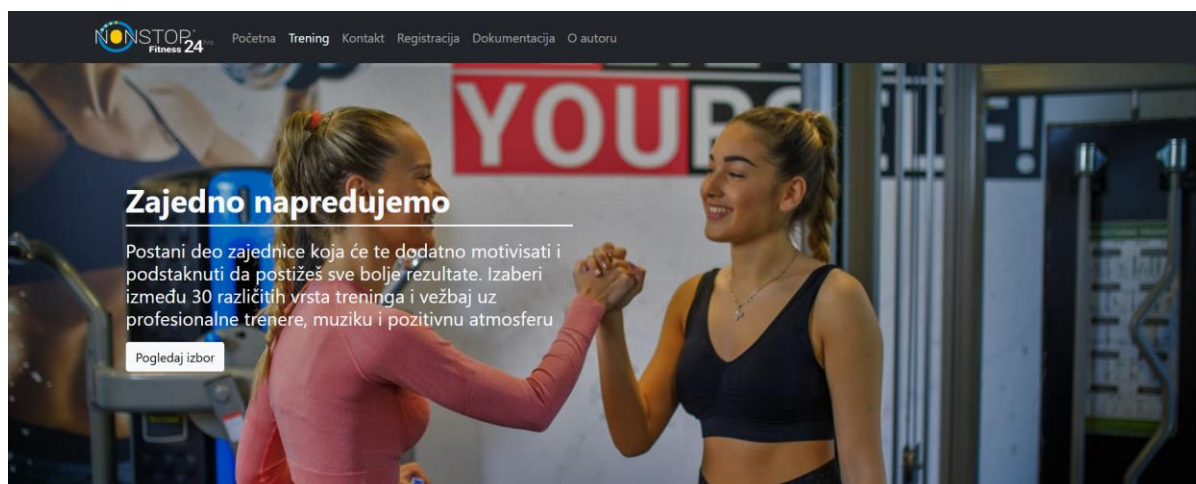 NONSTOP
Fitness 24
Početna Trening Kontakt Registracija Dokumentacija O autoru
YOURSELF!
Zajedno napredujemo
Postani deo zajednice koja će te dodatno motivisati i
podstaknuti da postižeš sve bolje rezultate. Izaberi
između 30 različitih vrsta treninga i vežbaj uz
profesionalne trenere, muziku i pozitivnu atmosferu
Pogledaj izbor